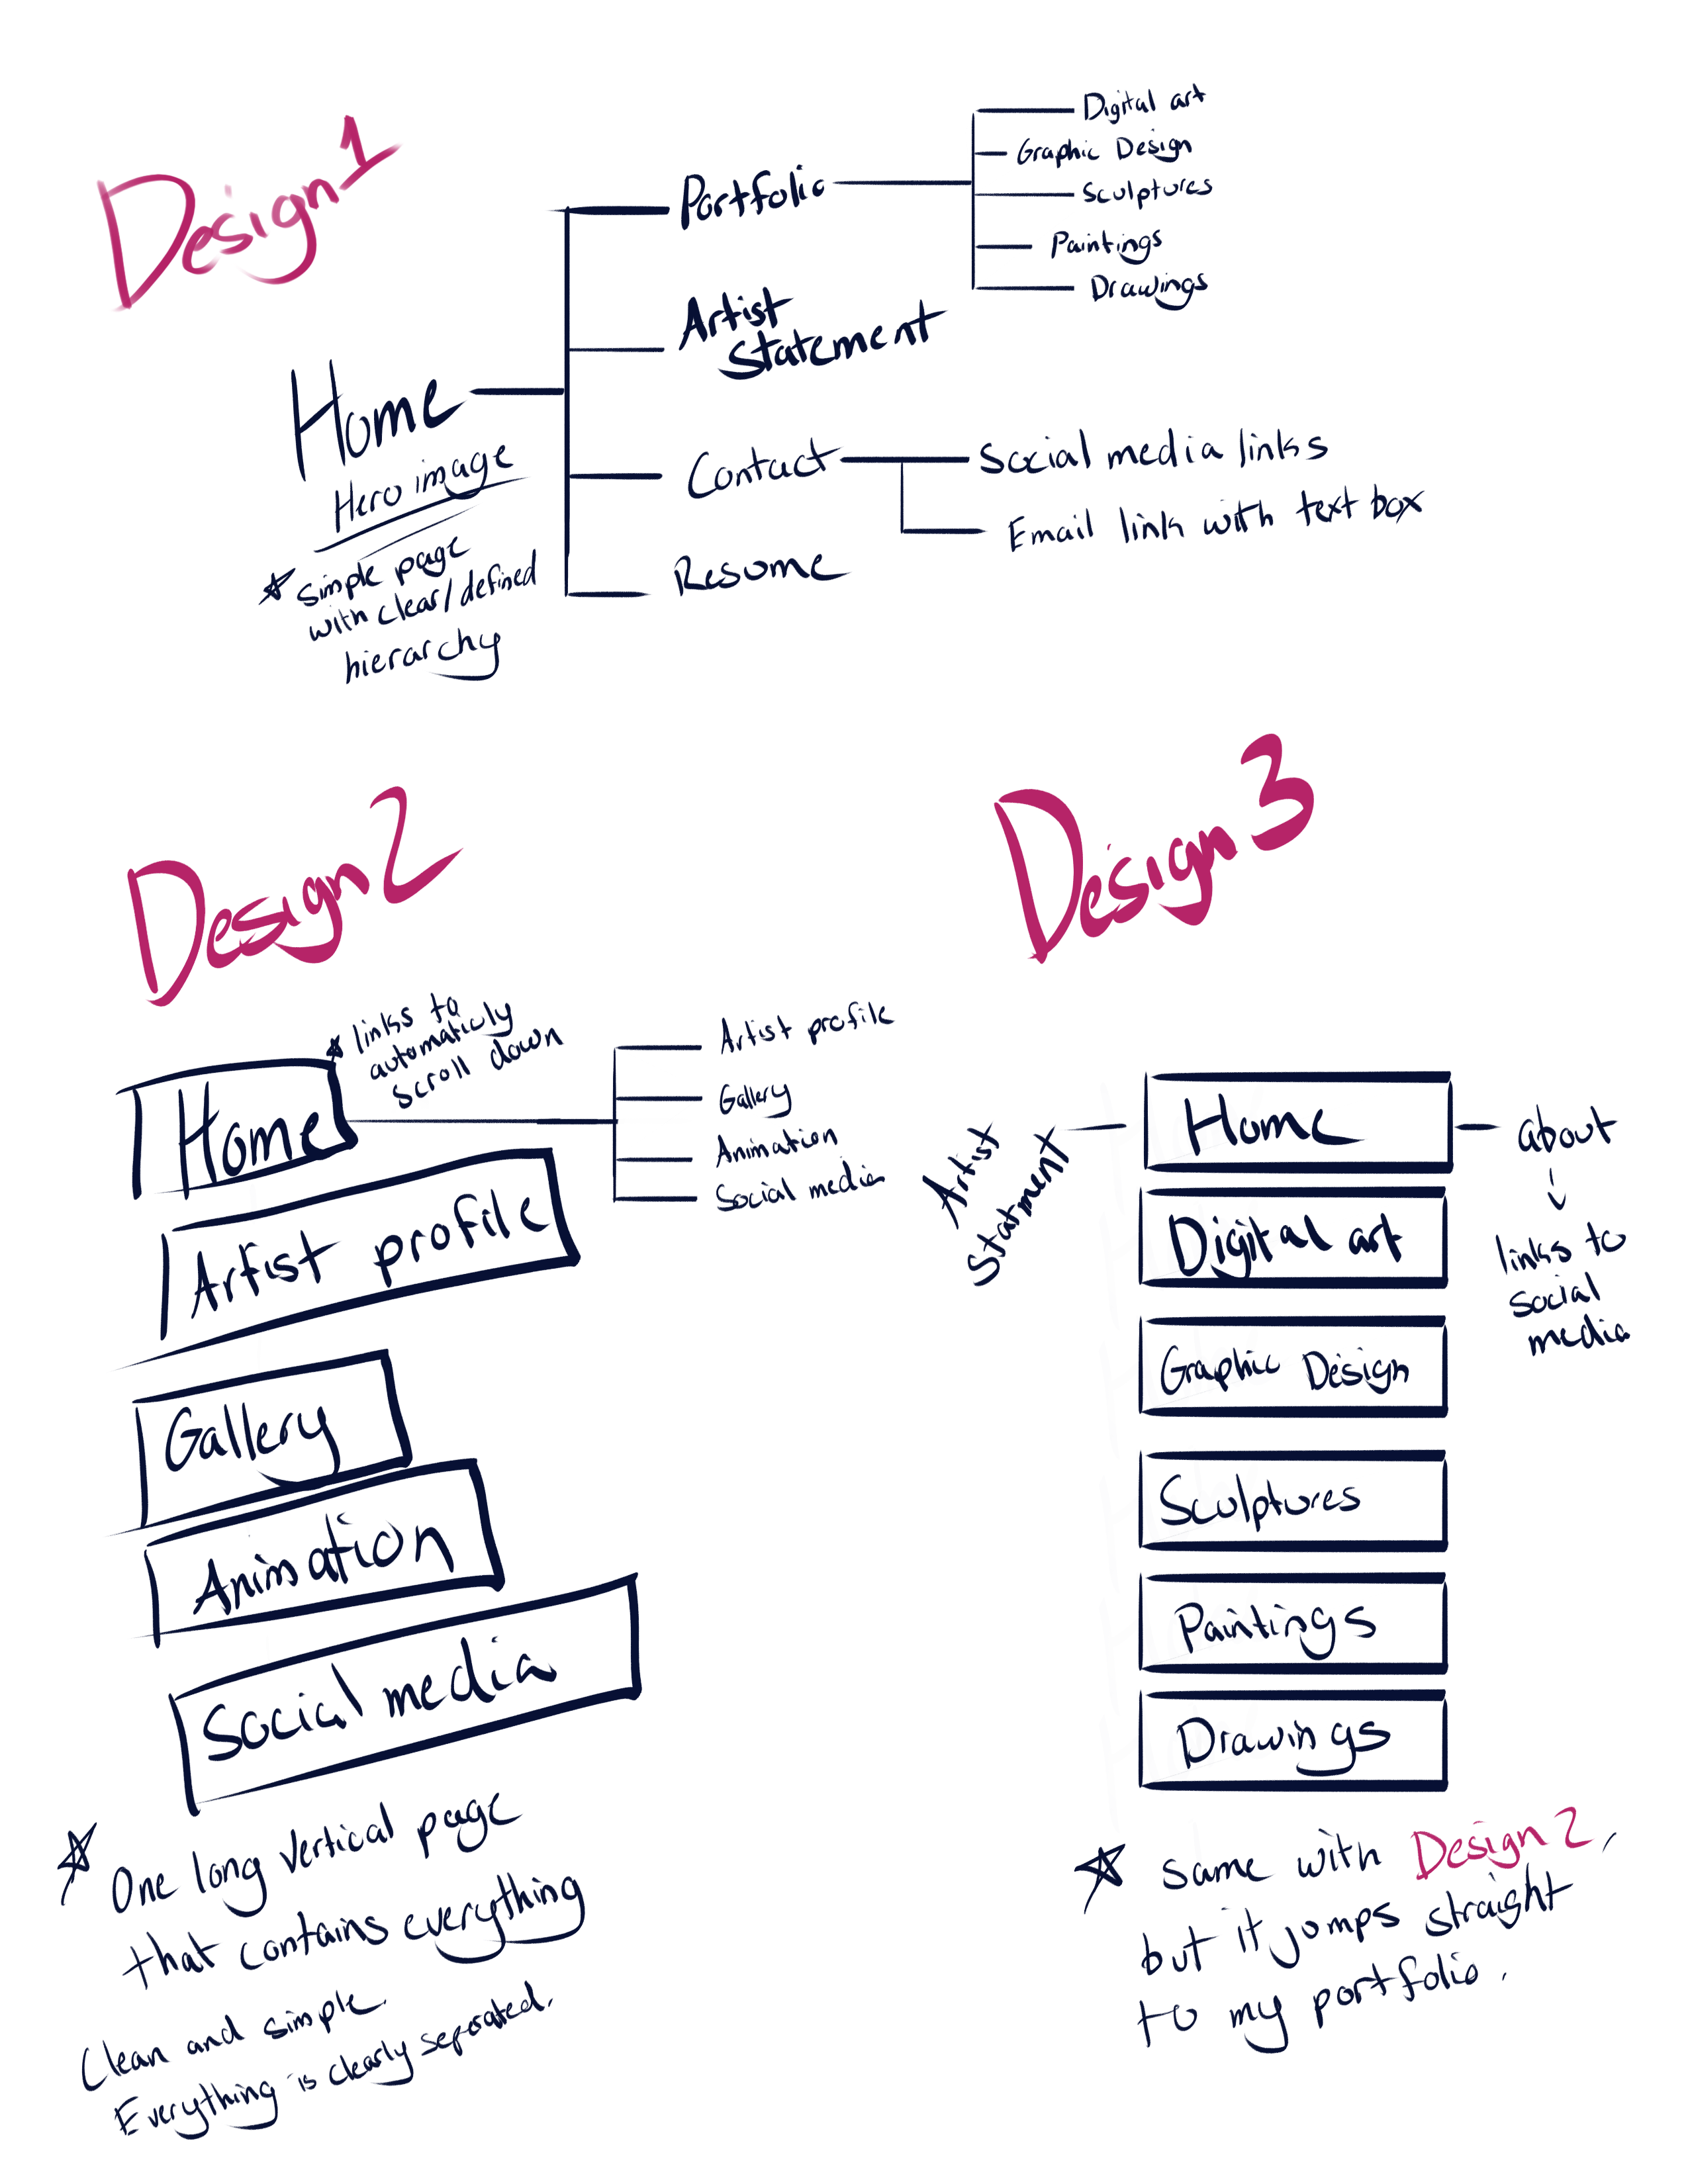 Design 1
Home
Hero image
simple page
with clear/defined
hierarchy
Portfolio
Digital art
Graphic Design
Sculptures
Paintings
Drawings
Artist
Statement
Contact
Social media links
Email link with text box
Resume
Design 2
Home
links to
automaticly
scroll down
Artist profile
Gallery
Animation
Social media
Artist profile
Gallery
Animation
Social media
One long vertical page
that contains everything
Clean and simple.
Everything is clearly seperated.
Design 3
Artist
Statment
Home
about
links to
social
media
Digital art
Graphic Design
Sculptures
Paintings
Drawings
same with Design 2,
but it jumps straight
to my portfolio.